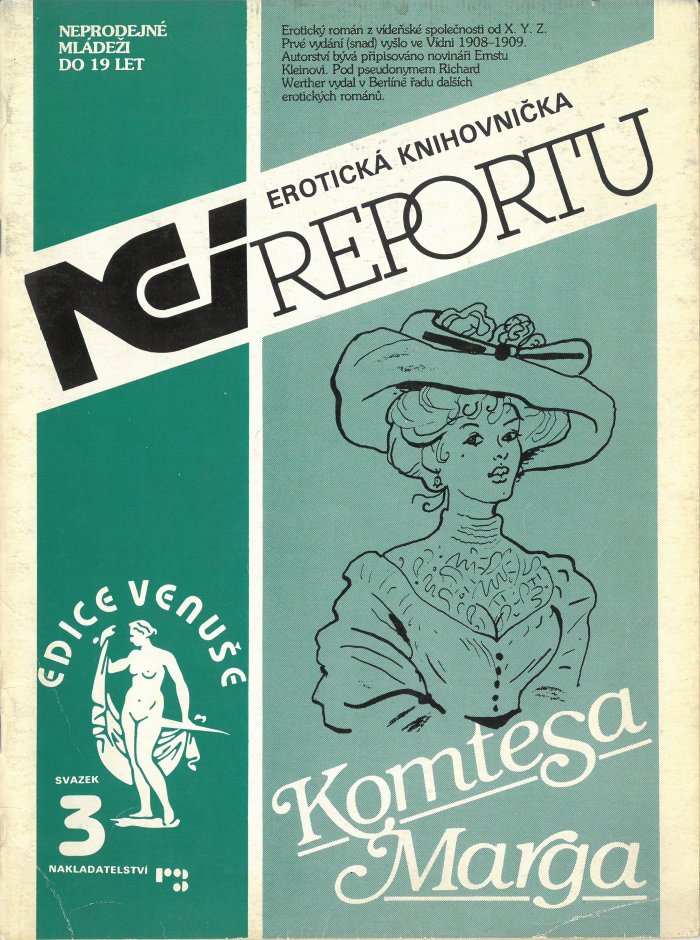 NEPRODEJNÉ
MLÁDEŽI
DO 19 LET
Erotický román z vídeňské společnosti od X. Y. Z.
Prvé vydání (snad) vyšlo ve Vídni 1908–1909.
Autorství bývá připisováno novináři Ernstu
Kleinovi. Pod pseudonymem Richard
Werther vydal v Berlíně řadu dalších
erotických románů.
EROTICKÁ KNIHOVNIČKA
NEI REPORTU
EDICE VENUŠE
SVAZEK
3
NAKLADATELSTVÍ
Komtesa
Marga